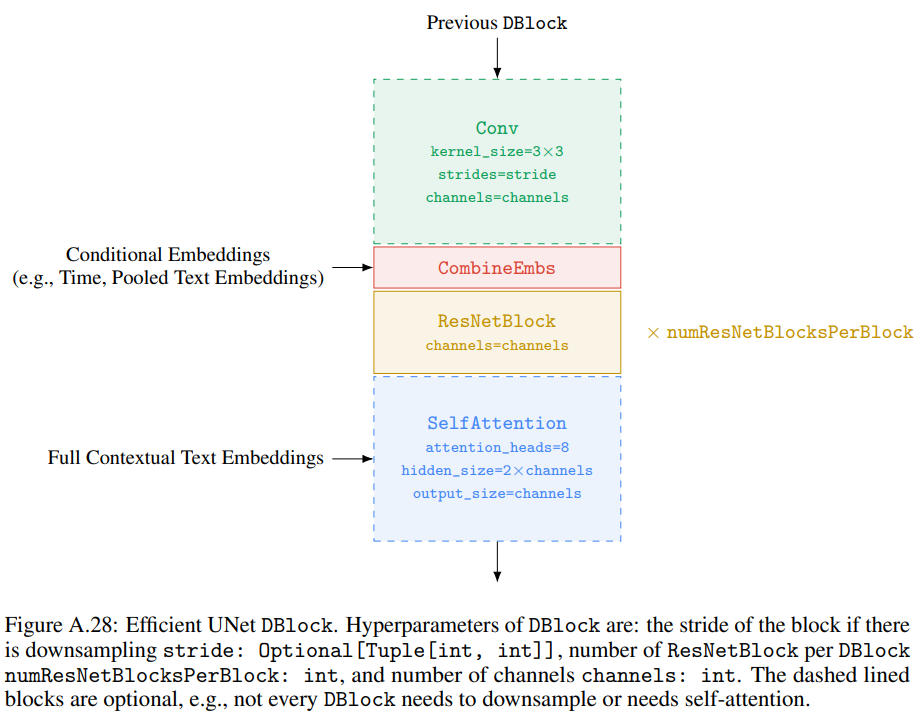 Previous DBlock
Conv
kernel_size=3×3
strides=stride
channels=channels
Conditional Embeddings
(e.g., Time, Pooled Text Embeddings)
CombineEmbs
ResNetBlock
channels=channels
× numResNetBlocksPerBlock
SelfAttention
attention_heads=8
hidden_size=2×channels
output_size=channels
Full Contextual Text Embeddings
Figure A.28: Efficient UNet DBlock. Hyperparameters of DBlock are: the stride of the block if there
is downsampling stride: Optional[Tuple[int, int]], number of ResNetBlock per DBlock
numResNetBlocksPerBlock: int, and number of channels channels: int. The dashed lined
blocks are optional, e.g., not every DBlock needs to downsample or needs self-attention.